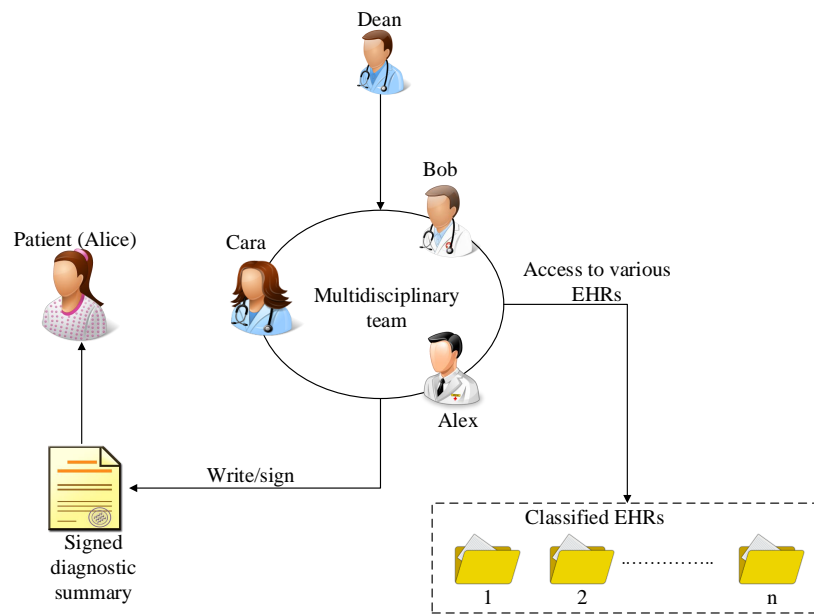 Dean
Bob
Patient (Alice)
Cara
Access to various
EHRs
Multidisciplinary
team
Alex
Write/sign
Signed
diagnostic
summary
Classified EHRs
1 2 ................ n